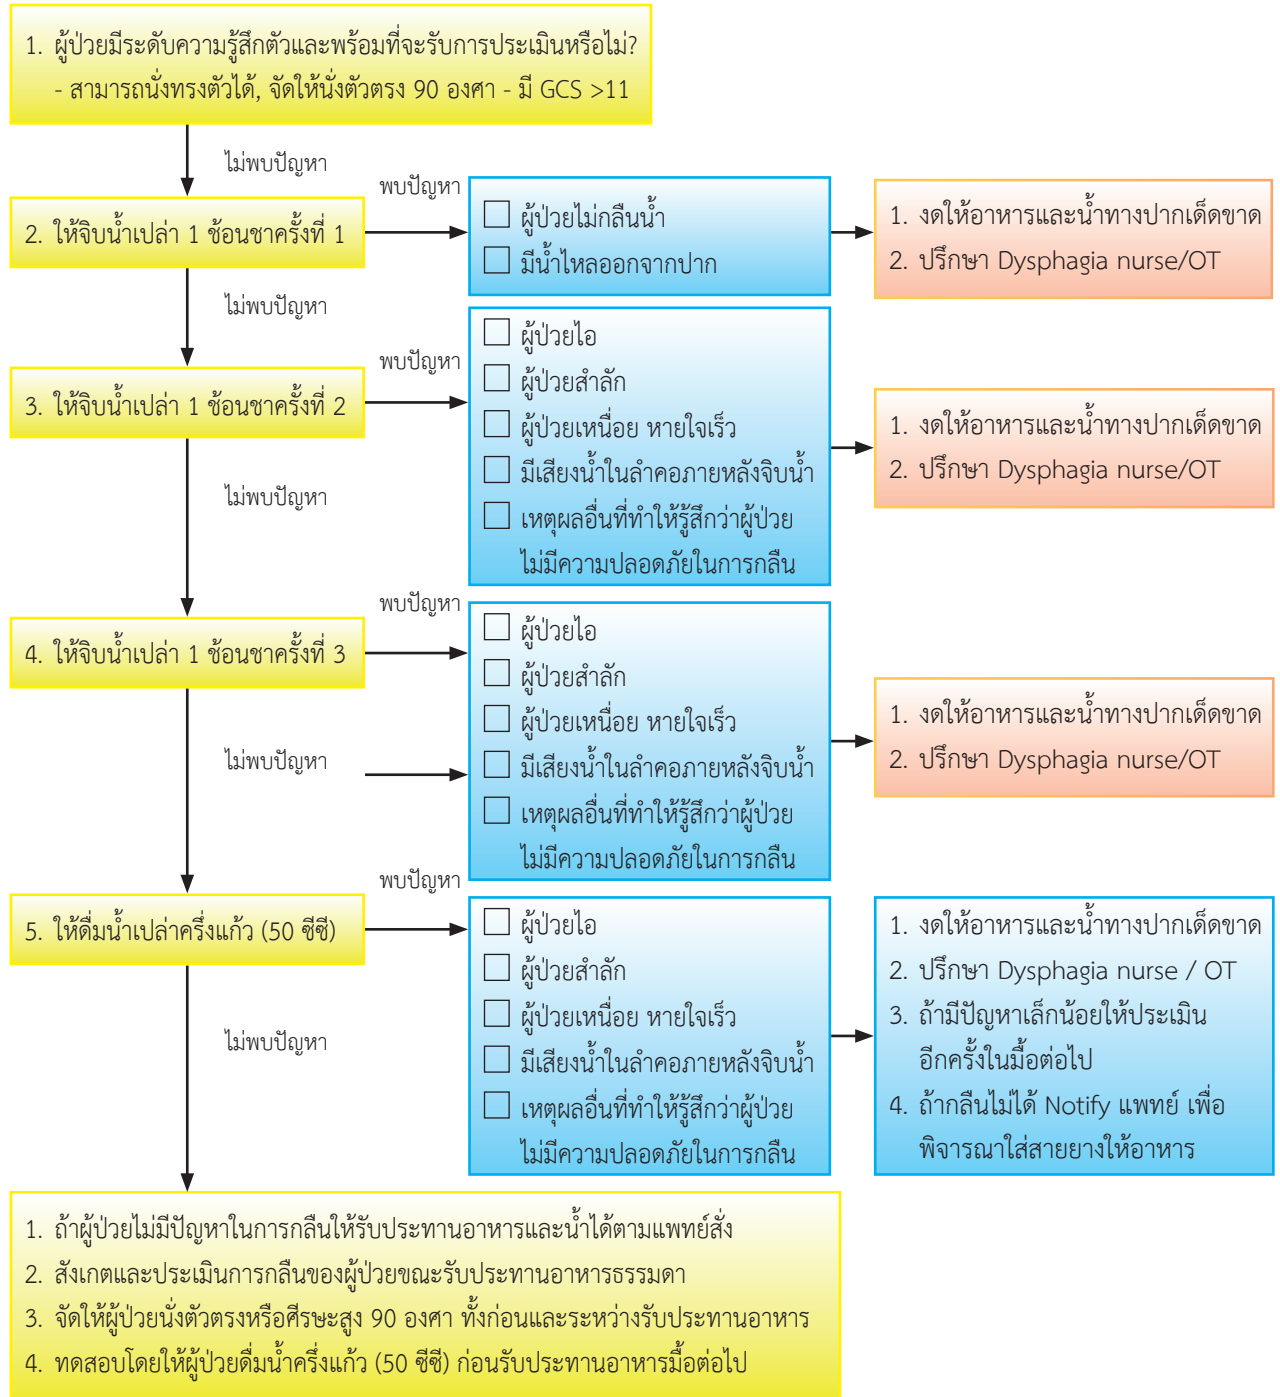 1. ผู้ป่วยมีระดับความรู้สึกตัวและพร้อมที่จะรับการประเมินหรือไม่?
- สามารถนั่งทรงตัวได้, จัดให้นั่งตัวตรง 90 องศา - มี GCS >11
ไม่พบปัญหา
2. ให้จิบน้ำเปล่า 1 ช้อนชาครั้งที่ 1
พบปัญหา
☐ ผู้ป่วยไม่กลืนน้ำ
☐ มีน้ำไหลออกจากปาก
1. งดให้อาหารและน้ำทางปากเด็ดขาด
2. ปรึกษา Dysphagia nurse/OT
ไม่พบปัญหา
3. ให้จิบน้ำเปล่า 1 ช้อนชาครั้งที่ 2
พบปัญหา
☐ ผู้ป่วยไอ
☐ ผู้ป่วยสำลัก
☐ ผู้ป่วยเหนื่อย หายใจเร็ว
☐ มีเสียงน้ำในลำคอภายหลังจิบน้ำ
☐ เหตุผลอื่นที่ทำให้รู้สึกว่าผู้ป่วย
ไม่มีความปลอดภัยในการกลืน
1. งดให้อาหารและน้ำทางปากเด็ดขาด
2. ปรึกษา Dysphagia nurse/OT
ไม่พบปัญหา
4. ให้จิบน้ำเปล่า 1 ช้อนชาครั้งที่ 3
พบปัญหา
☐ ผู้ป่วยไอ
☐ ผู้ป่วยสำลัก
☐ ผู้ป่วยเหนื่อย หายใจเร็ว
☐ มีเสียงน้ำในลำคอภายหลังจิบน้ำ
☐ เหตุผลอื่นที่ทำให้รู้สึกว่าผู้ป่วย
ไม่มีความปลอดภัยในการกลืน
1. งดให้อาหารและน้ำทางปากเด็ดขาด
2. ปรึกษา Dysphagia nurse/OT
ไม่พบปัญหา
5. ให้ดื่มน้ำเปล่าครึ่งแก้ว (50 ซีซี)
พบปัญหา
☐ ผู้ป่วยไอ
☐ ผู้ป่วยสำลัก
☐ ผู้ป่วยเหนื่อย หายใจเร็ว
☐ มีเสียงน้ำในลำคอภายหลังจิบน้ำ
☐ เหตุผลอื่นที่ทำให้รู้สึกว่าผู้ป่วย
ไม่มีความปลอดภัยในการกลืน
1. งดให้อาหารและน้ำทางปากเด็ดขาด
2. ปรึกษา Dysphagia nurse / OT
3. ถ้ามีปัญหาเล็กน้อยให้ประเมิน
อีกครั้งในมื้อต่อไป
4. ถ้ากลืนไม่ได้ Notify แพทย์ เพื่อ
พิจารณาใส่สายยางให้อาหาร
ไม่พบปัญหา
1. ถ้าผู้ป่วยไม่มีปัญหาในการกลืนให้รับประทานอาหารและน้ำได้ตามแพทย์สั่ง
2. สังเกตและประเมินการกลืนของผู้ป่วยขณะรับประทานอาหารธรรมดา
3. จัดให้ผู้ป่วยนั่งตัวตรงหรือศีรษะสูง 90 องศา ทั้งก่อนและระหว่างรับประทานอาหาร
4. ทดสอบโดยให้ผู้ป่วยดื่มน้ำครึ่งแก้ว (50 ซีซี) ก่อนรับประทานอาหารมื้อต่อไป